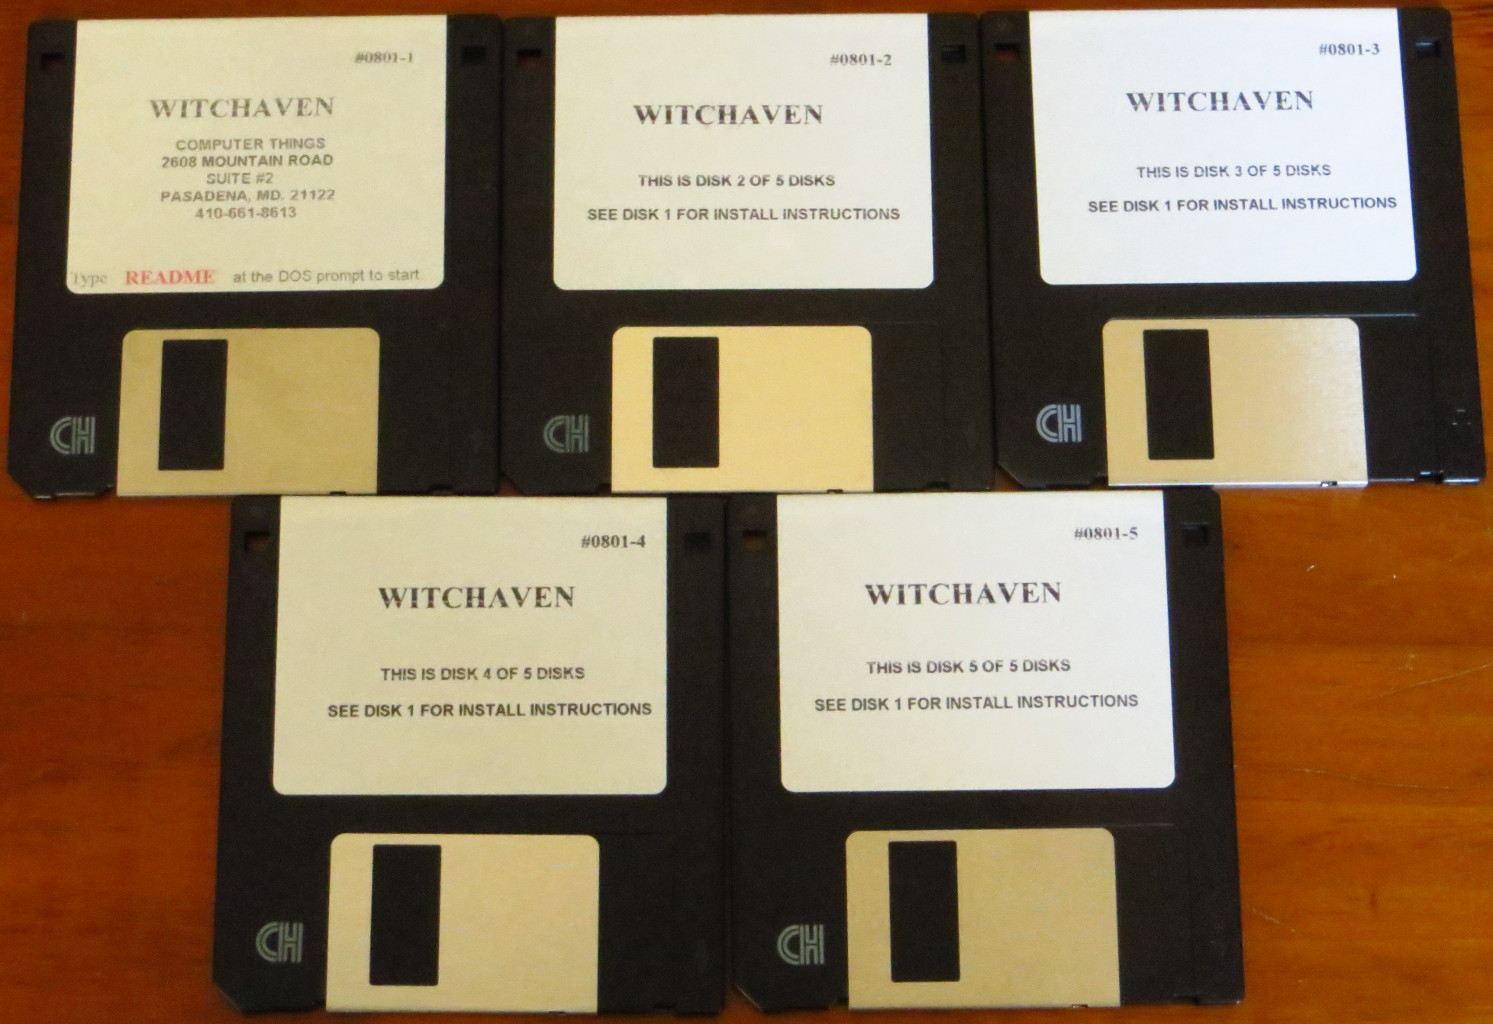 #0801-1
WITCHAVEN
COMPUTER THINGS
2608 MOUNTAIN ROAD
SUITE #2
PASADENA, MD. 21122
410-661-8613
Type README at the DOS prompt to start.
CH
#0801-2
WITCHAVEN
THIS IS DISK 2 OF 5 DISKS
SEE DISK 1 FOR INSTALL INSTRUCTIONS
CH
#0801-3
WITCHAVEN
THIS IS DISK 3 OF 5 DISKS
SEE DISK 1 FOR INSTALL INSTRUCTIONS
CH
#0801-4
WITCHAVEN
THIS IS DISK 4 OF 5 DISKS
SEE DISK 1 FOR INSTALL INSTRUCTIONS
CH
#0801-5
WITCHAVEN
THIS IS DISK 5 OF 5 DISKS
SEE DISK 1 FOR INSTALL INSTRUCTIONS
CH